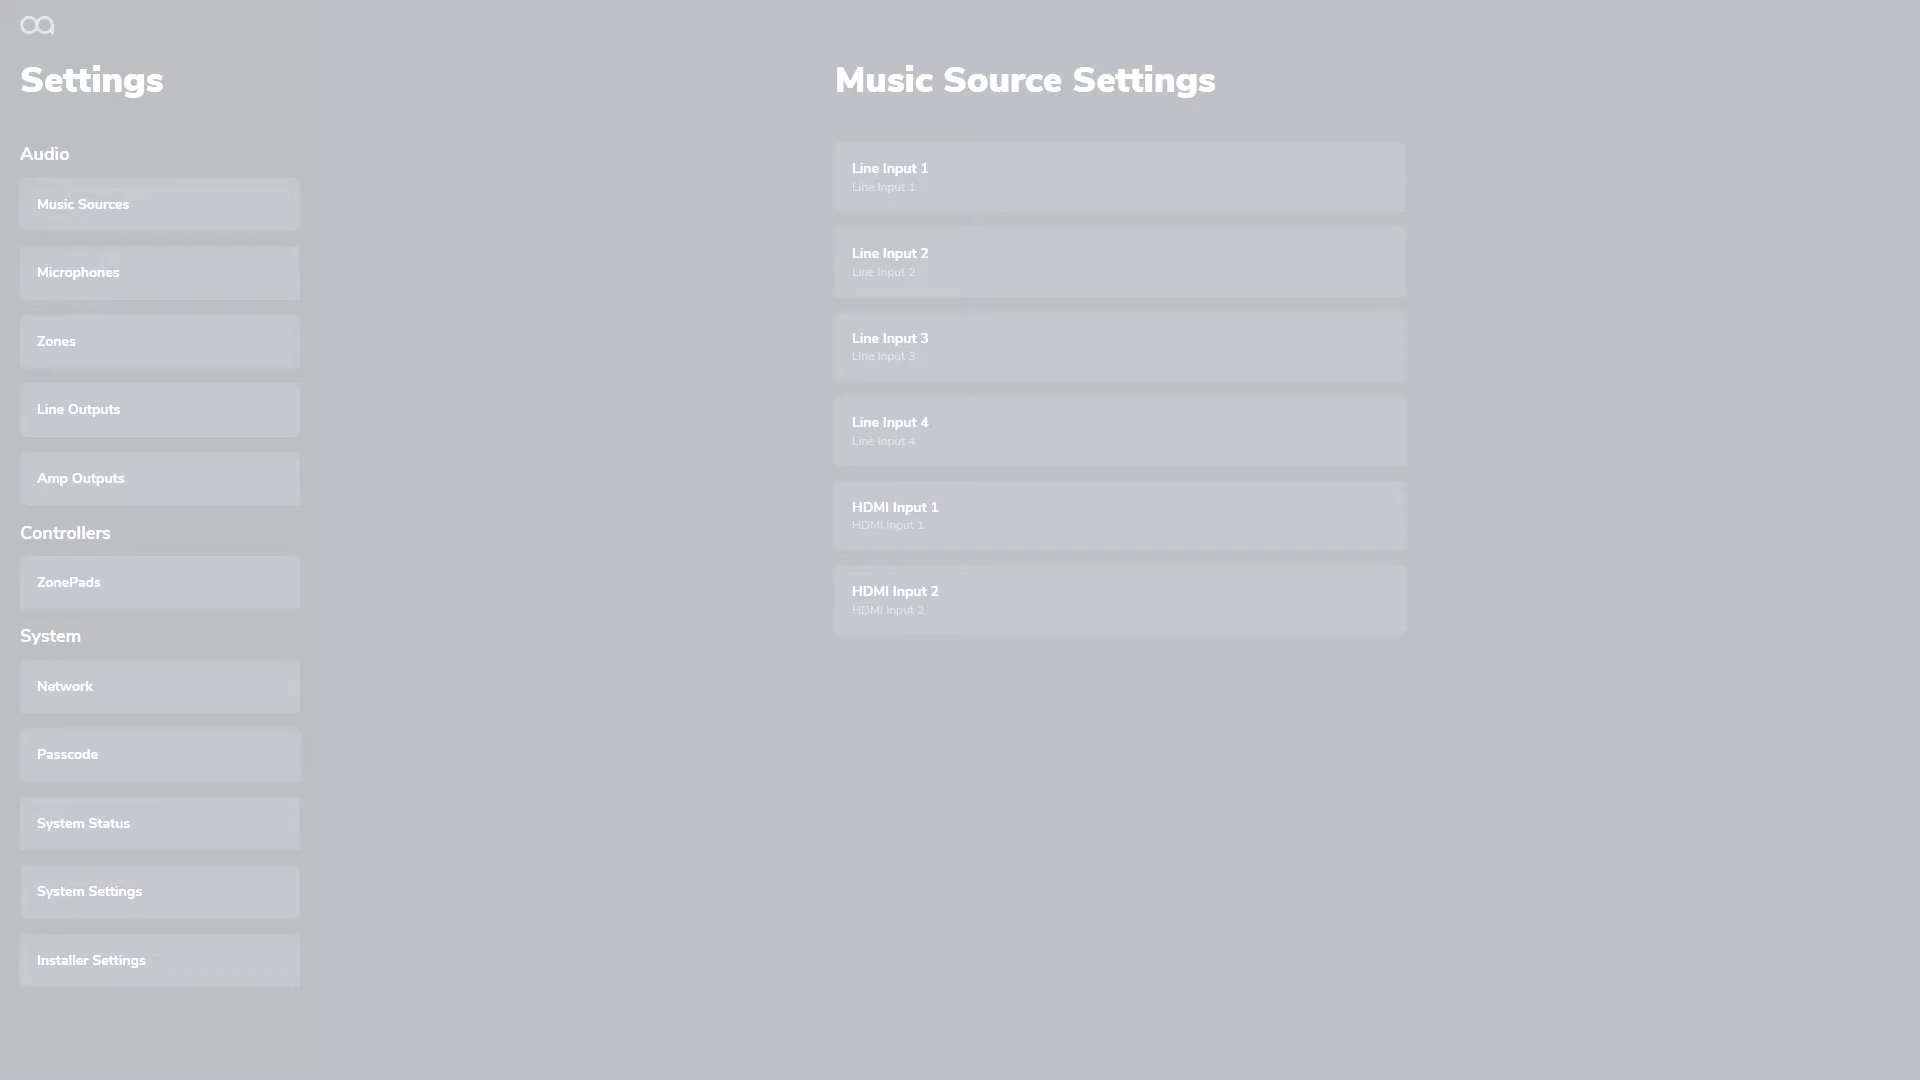 Settings
Audio
Music Sources
Microphones
Zones
Line Outputs
Amp Outputs
Controllers
ZonePads
System
Network
Passcode
System Status
System Settings
Installer Settings
Music Source Settings
Line Input 1
Line Input 1
Line Input 2
Line Input 2
Line Input 3
Line Input 3
Line Input 4
Line Input 4
HDMI Input 1
HDMI Input 1
HDMI Input 2
HDMI Input 2